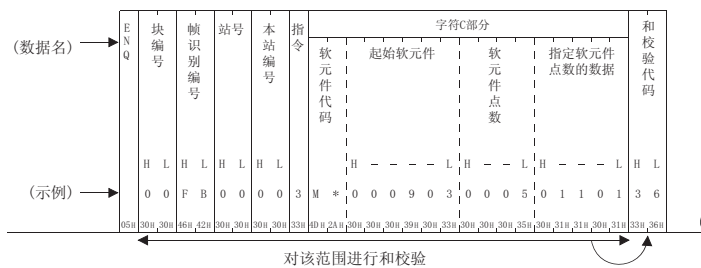 (数据名)
ENQ
块编号
帧识别编号
站号
本站编号
指令
字符C部分
软元件代码
起始软元件
软元件点数
指定软元件
点数的数据
和校验代码
H L H L H L H L H － － － L H － L H － － L H L
(示例)
0 0 F B 0 0 0 0 3 M * 0 0 0 9 0 3 0 0 0 5 0 1 1 0 1 3 6
05H 30H 30H 46H 42H 30H 30H 30H 30H 33H 4DH 2AH 30H 30H 30H 39H 30H 33H 30H 30H 30H 35H 30H 31H 31H 30H 31H 33H 36H
对该范围进行和校验